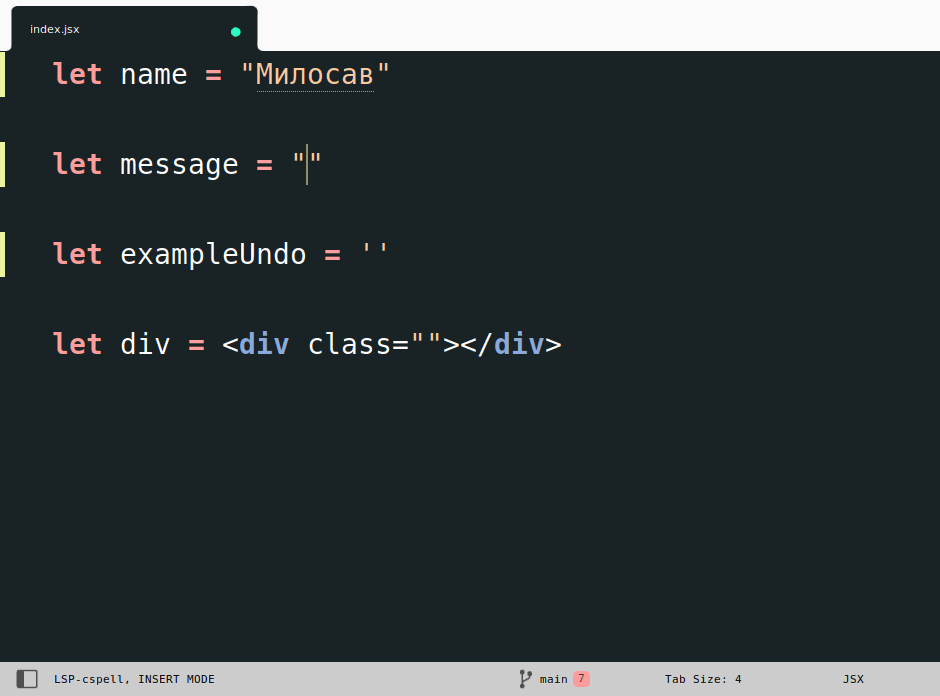 index.jsx
let name = "Милосав"
let message = ""
let exampleUndo = ''
let div = <div class=""></div>
LSP-cspell, INSERT MODE main 7 Tab Size: 4 JSX